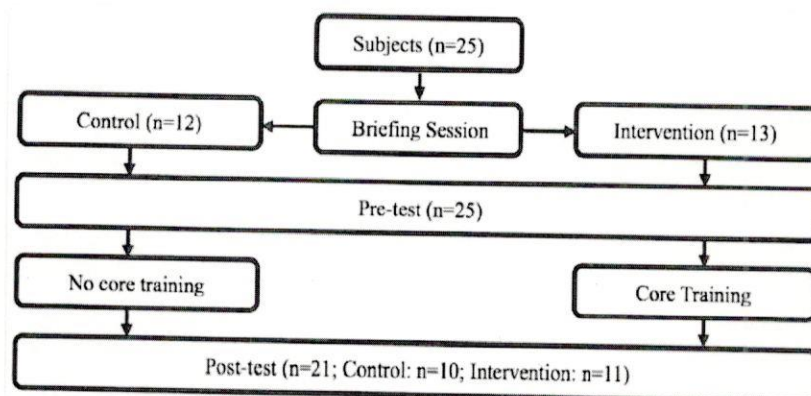 Subjects (n=25)
Control (n=12)
Briefing Session
Intervention (n=13)
Pre-test (n=25)
No core training
Core Training
Post-test (n=21; Control: n=10; Intervention: n=11)